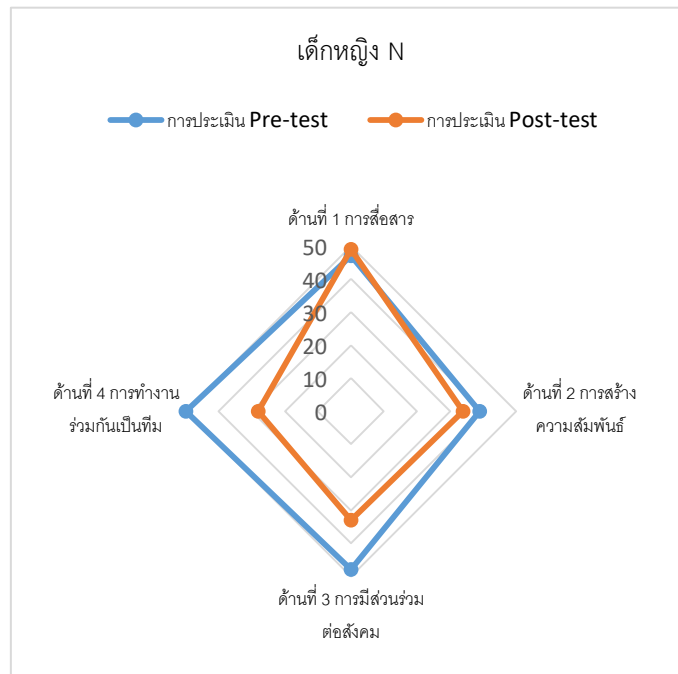 เด็กหญิง N
การประเมิน Pre-test การประเมิน Post-test
ด้านที่ 1 การสื่อสาร
50
40
30
20
10
0
ด้านที่ 2 การสร้าง
ความสัมพันธ์
ด้านที่ 3 การมีส่วนร่วม
ต่อสังคม
ด้านที่ 4 การทำงาน
ร่วมกันเป็นทีม